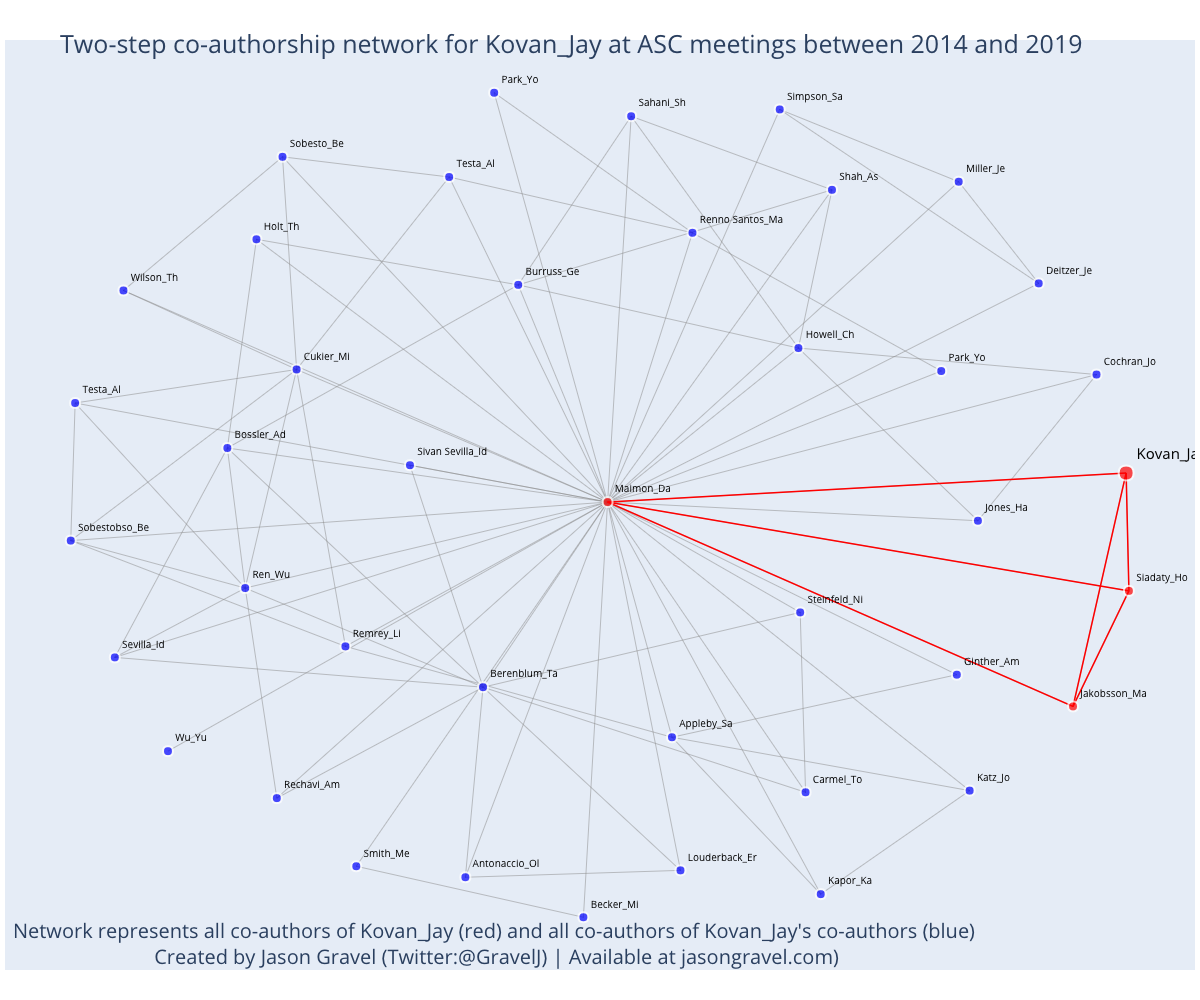 Two-step co-authorship network for Kovan_Jay at ASC meetings between 2014 and 2019
Park_Yo
Sahani_Sh
Simpson_Sa
Sobesto_Be
Testa_Al
Miller_Je
Shah_As
Holt_Th
Renno Santos_Ma
Wilson_Th
Burruss_Ge
Deitzer_Je
Howell_Ch
Cukier_Mi
Park_Yo
Cochran_Jo
Testa_Al
Bossler_Ad
Sivan Sevilla_Id
Kovan_Ja
Maimon_Da
Sobestobso_Be
Jones_Ha
Ren_Wu
Siadaty_Ho
Steinfeld_Ni
Sevilla_Id
Remrey_Li
Ginther_Am
Berenblum_Ta
Jakobsson_Ma
Wu_Yu
Appleby_Sa
Rechavi_Am
Carmel_To
Katz_Jo
Smith_Me
Antonaccio_Ol
Louderback_Er
Kapor_Ka
Becker_Mi
Network represents all co-authors of Kovan_Jay (red) and all co-authors of Kovan_Jay's co-authors (blue)
Created by Jason Gravel (Twitter:@GravelJ) | Available at jasongravel.com)